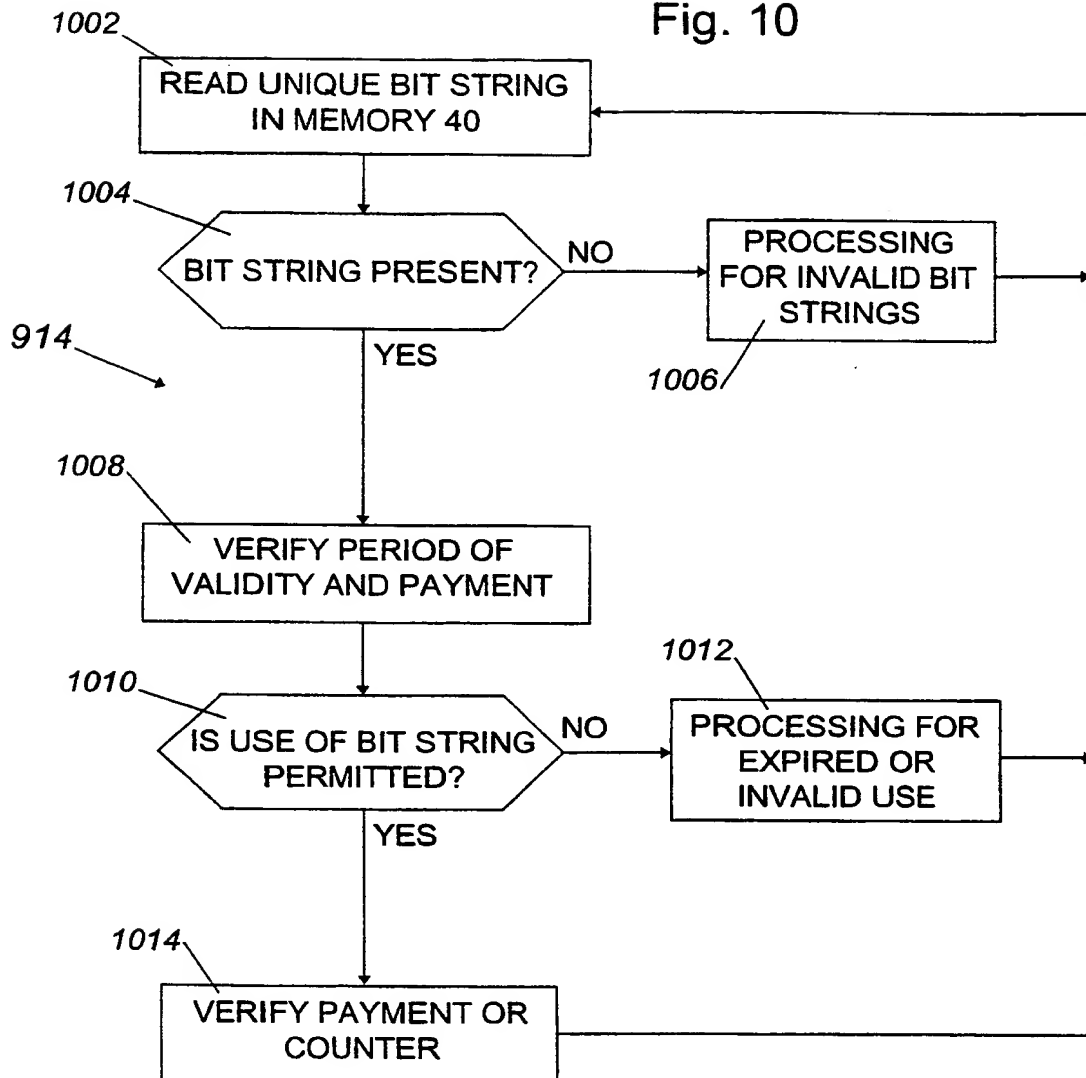 Fig. 10
1002
READ UNIQUE BIT STRING
IN MEMORY 40
1004
BIT STRING PRESENT?
NO
PROCESSING
FOR INVALID BIT
STRINGS
1006
YES
914
1008
VERIFY PERIOD OF
VALIDITY AND PAYMENT
1010
IS USE OF BIT STRING
PERMITTED?
NO
1012
PROCESSING FOR
EXPIRED OR
INVALID USE
YES
1014
VERIFY PAYMENT OR
COUNTER